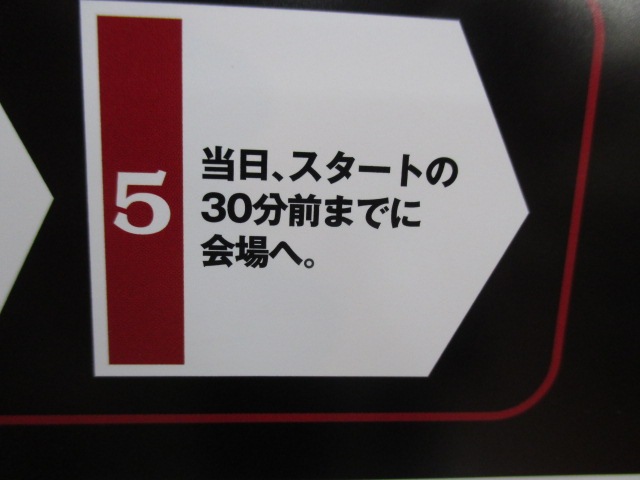 5
当日、スタートの
30分前までに
会場へ。